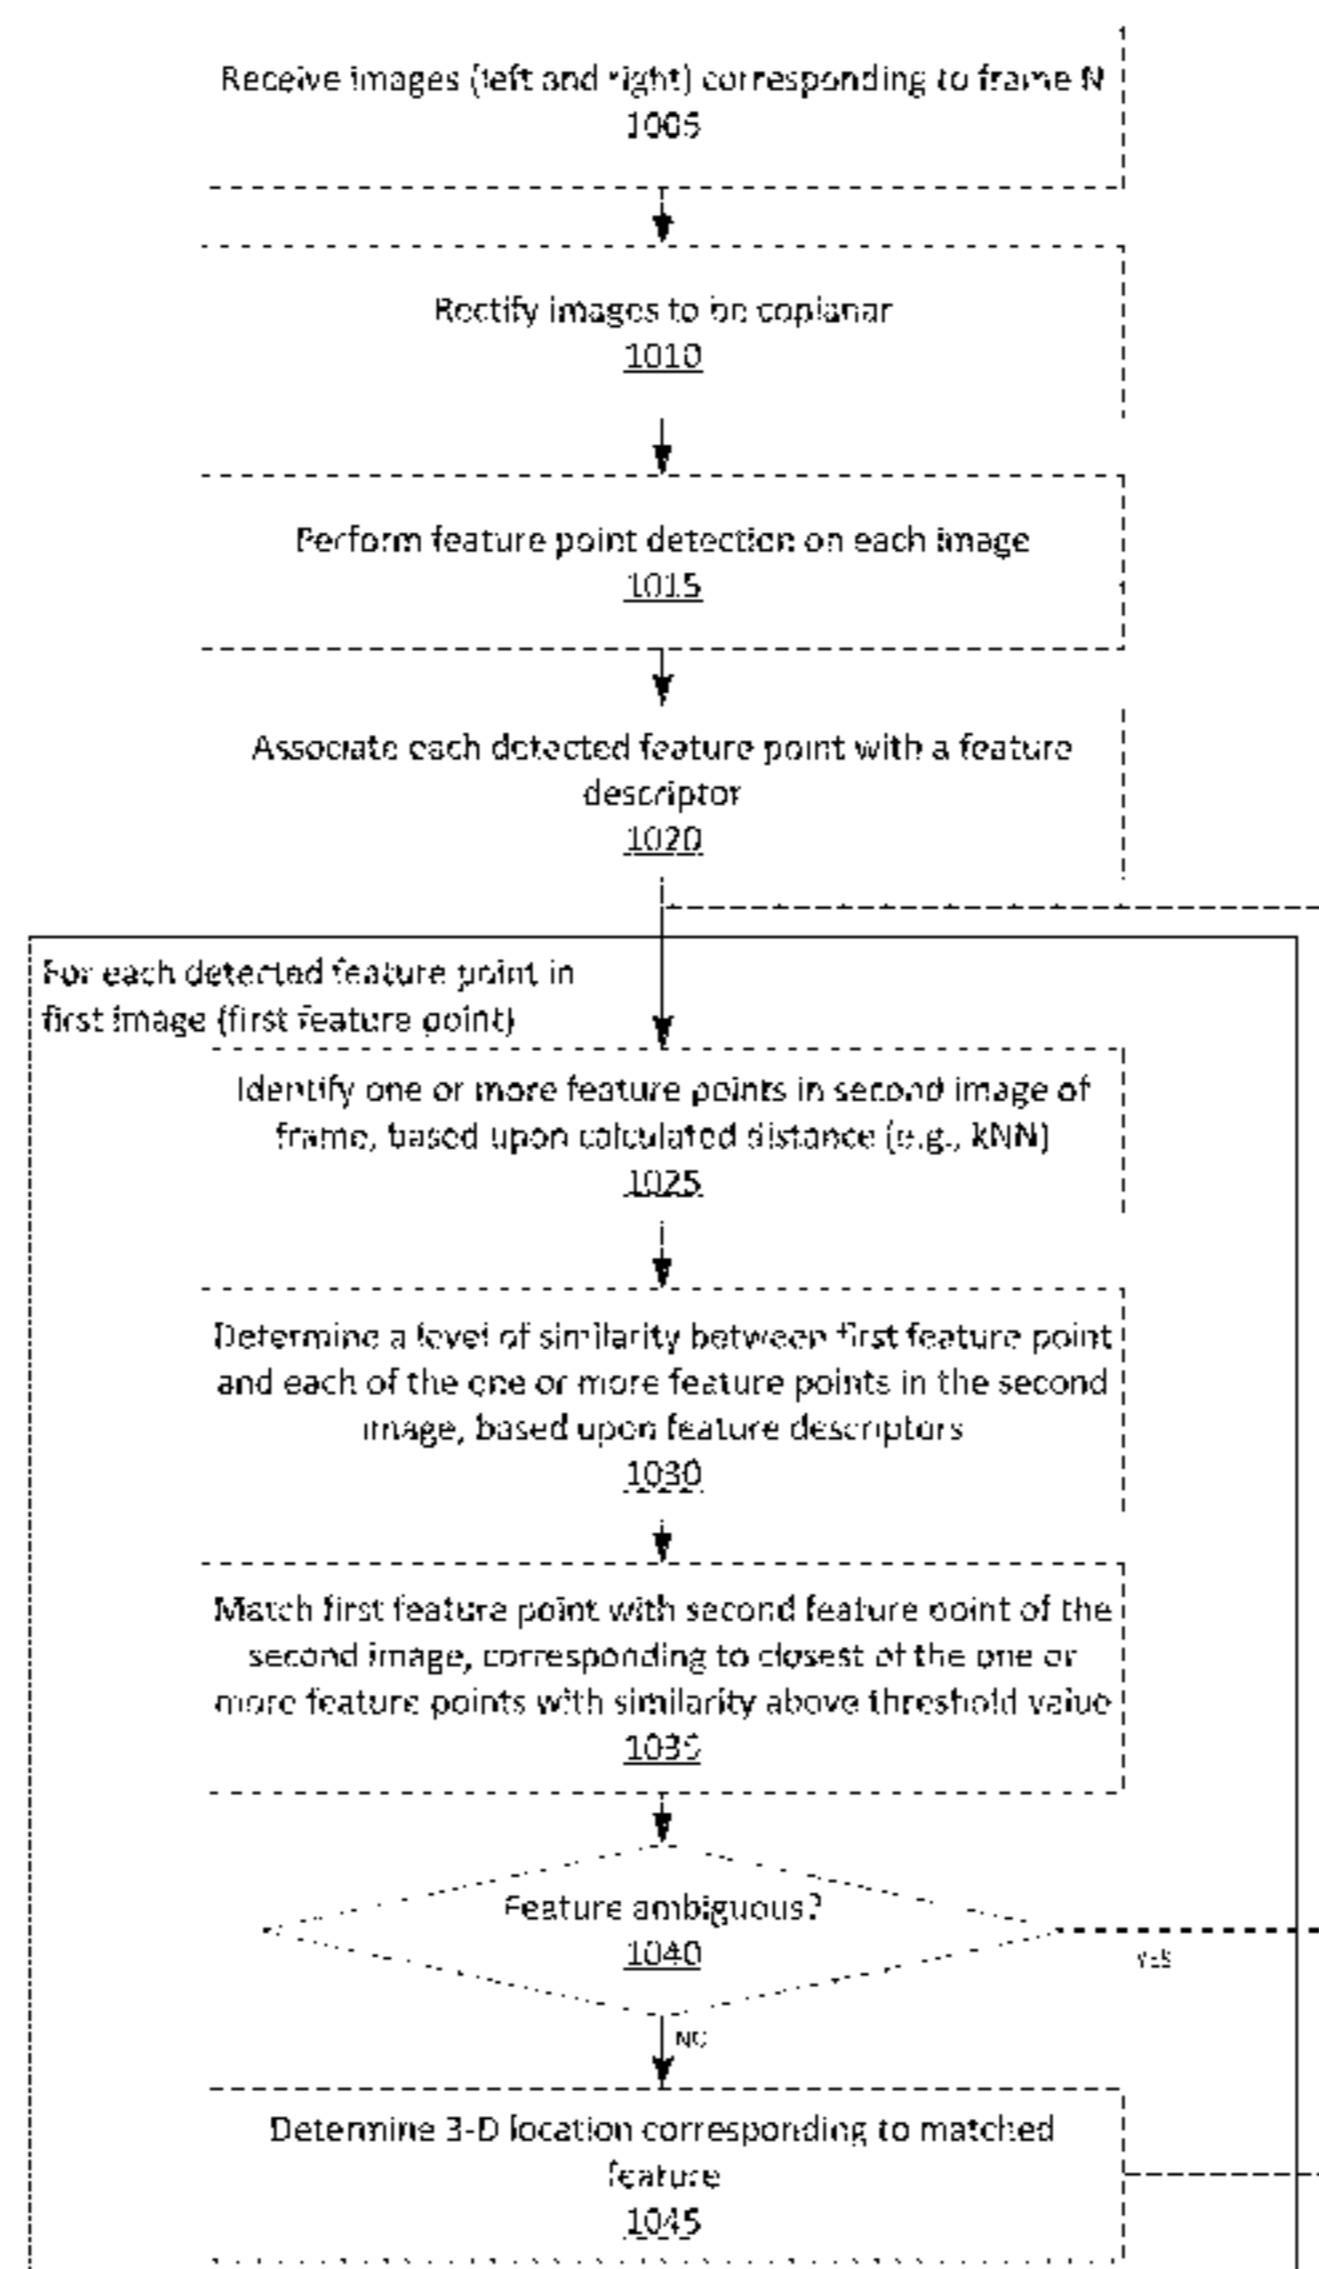 Receive images (left and right) corresponding to frame N
1005
Rectify images to be coplanar
1010
Perform feature point detection on each image
1015
Associate each detected feature point with a feature
descriptor
1020
For each detected feature point in
first image (first feature point)
Identify one or more feature points in second image of
frame, based upon calculated distance (e.g., kNN)
1025
Determine a level of similarity between first feature point
and each of the one or more feature points in the second
image, based upon feature descriptors
1030
Match first feature point with second feature point of the
second image, corresponding to closest of the one or
more feature points with similarity above threshold value
1035
Feature ambiguous?
1040
YES
NO
Determine 3-D location corresponding to matched
feature
1045